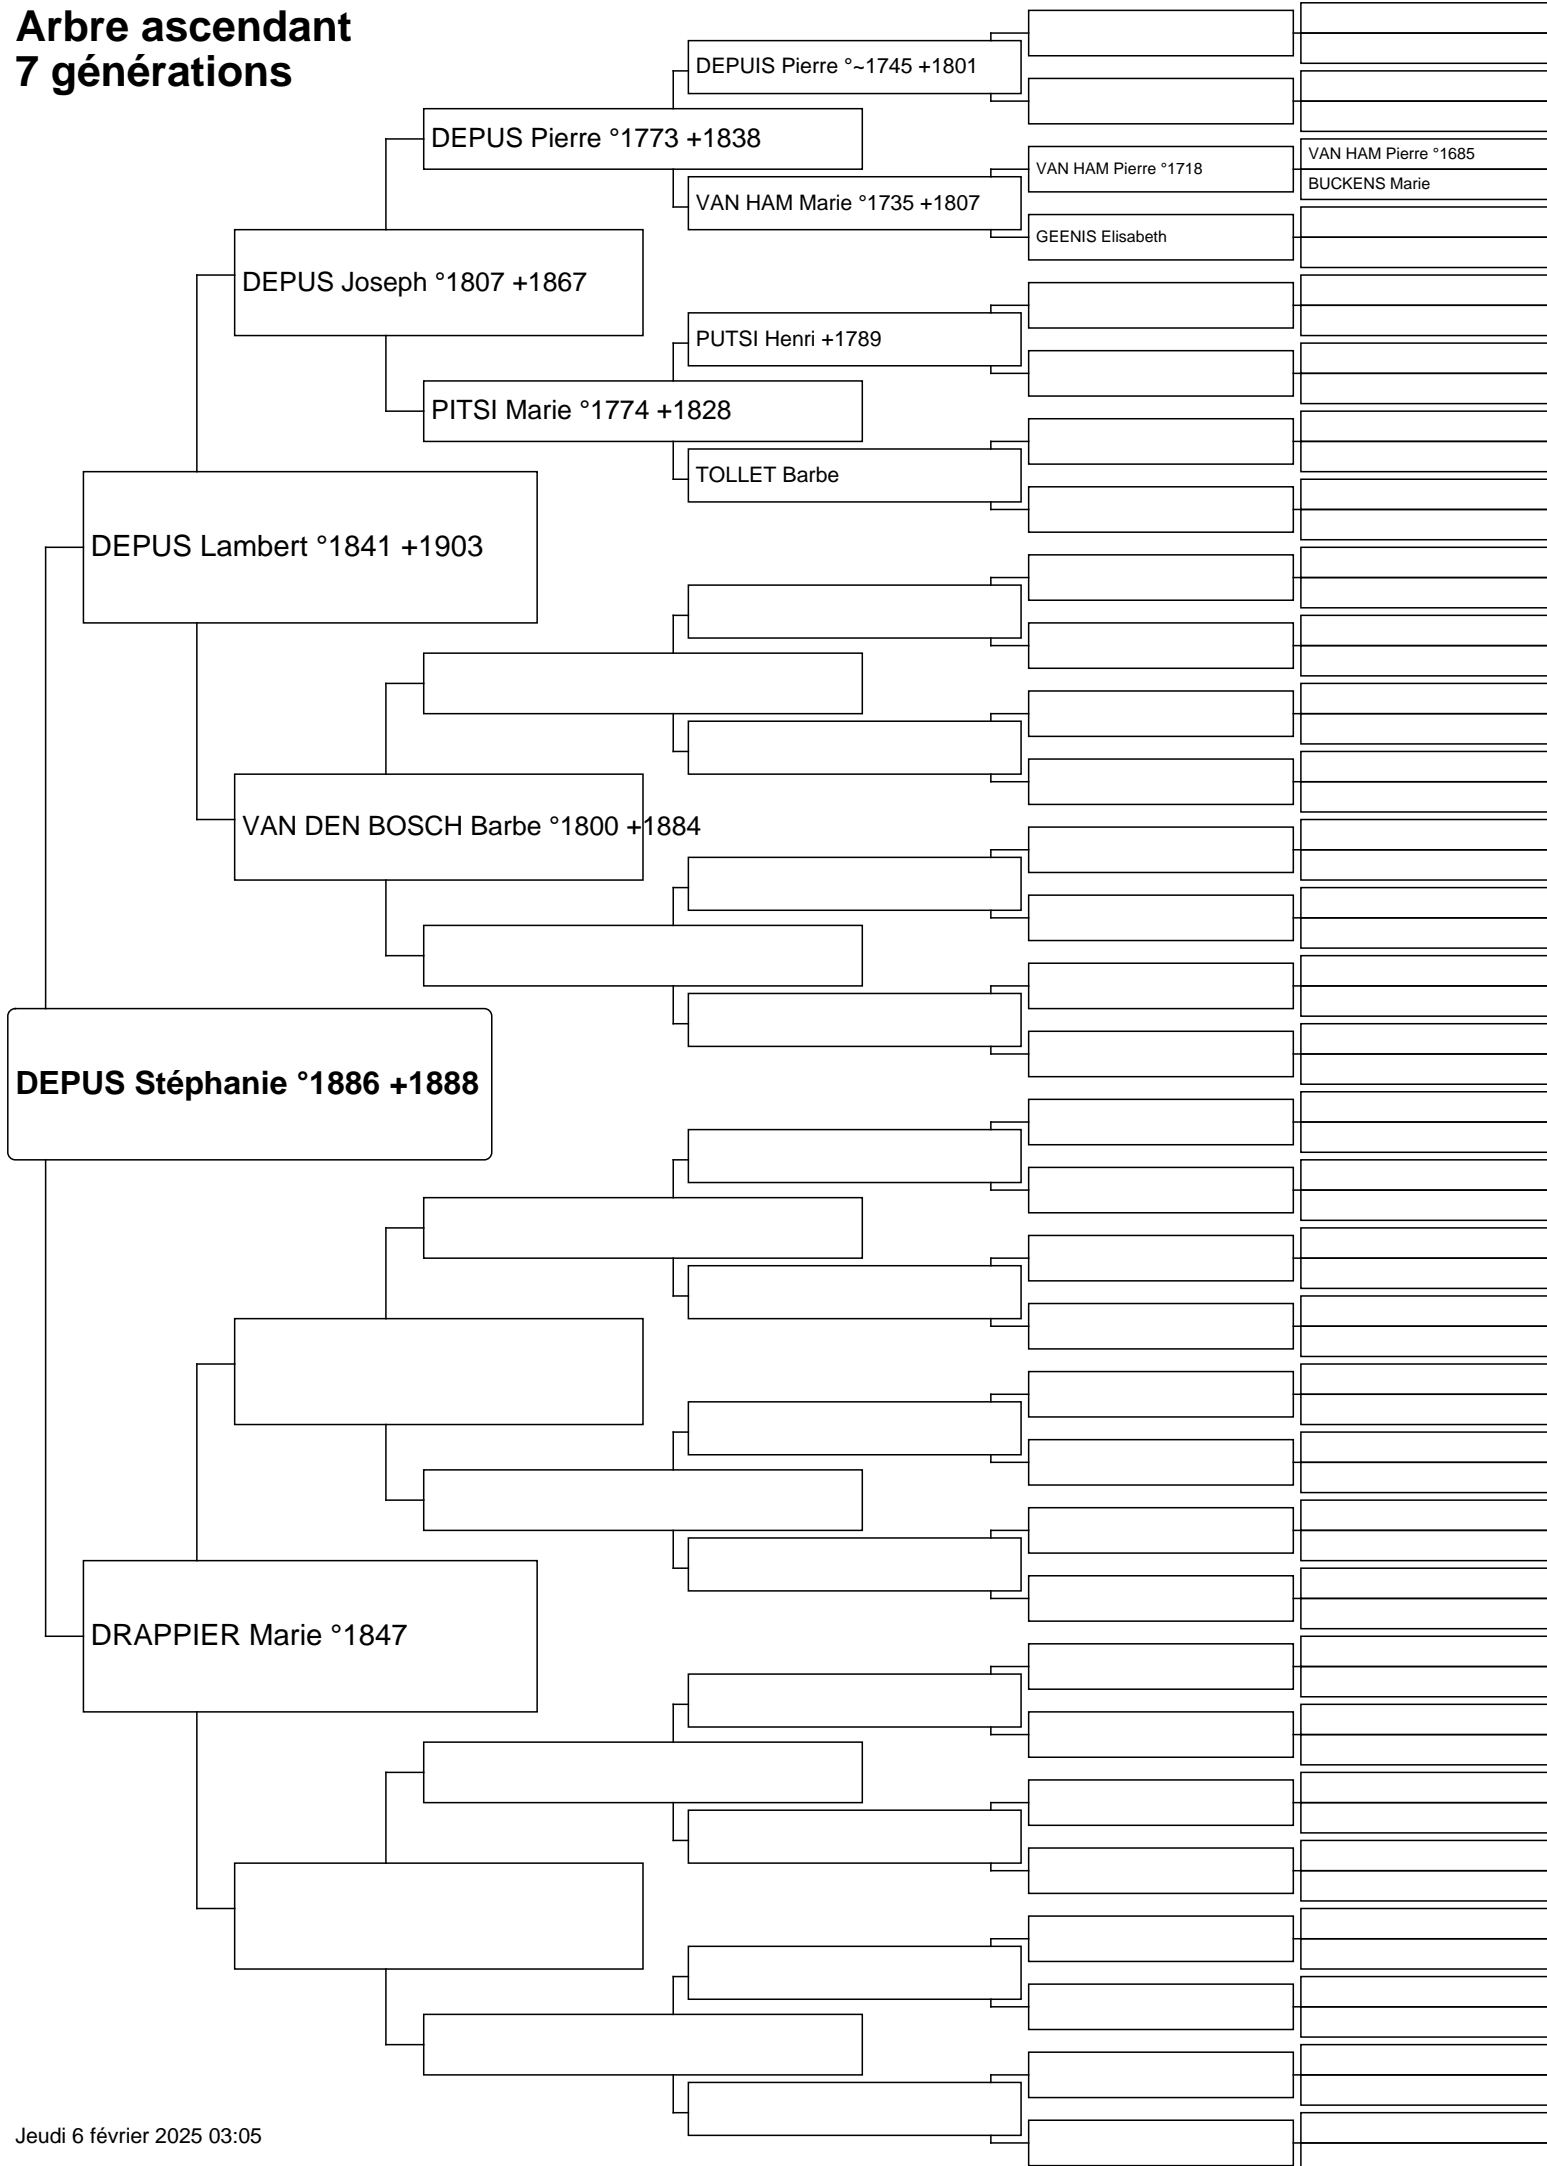 Arbre ascendant
7 générations
DEPUIS Pierre °~1745 +1801
DEPUS Pierre °1773 +1838
VAN HAM Pierre °1685
VAN HAM Pierre °1718
BUCKENS Marie
VAN HAM Marie °1735 +1807
GEENIS Elisabeth
DEPUS Joseph °1807 +1867
PUTSI Henri +1789
PITSI Marie °1774 +1828
TOLLET Barbe
DEPUS Lambert °1841 +1903
VAN DEN BOSCH Barbe °1800 +1884
DEPUS Stéphanie °1886 +1888
DRAPPIER Marie °1847
Jeudi 6 février 2025 03:05